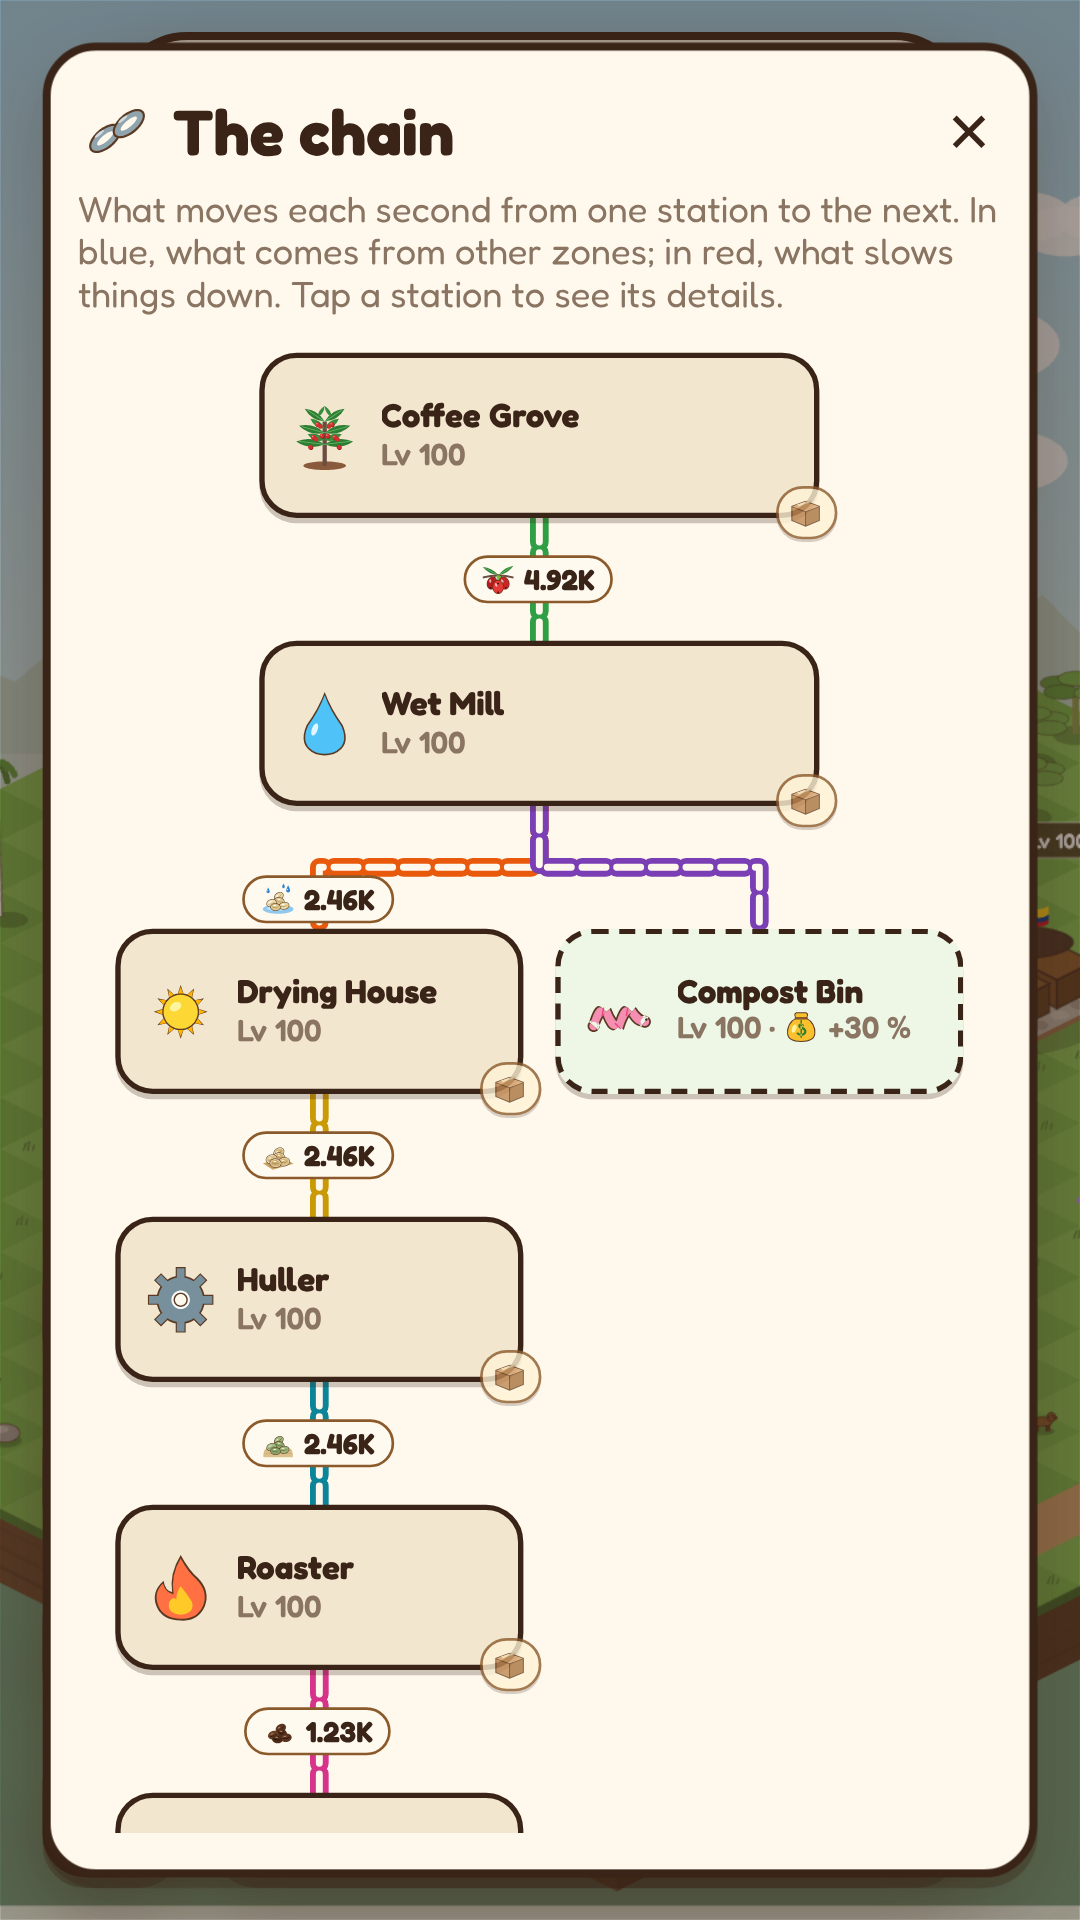 The chain
What moves each second from one station to the next. In
blue, what comes from other zones; in red, what slows
things down. Tap a station to see its details.
Coffee Grove
Lv 100
4.92K
Wet Mill
Lv 100
2.46K
Drying House
Lv 100
Compost Bin
Lv 100 · +30 %
2.46K
Huller
Lv 100
2.46K
Roaster
Lv 100
1.23K